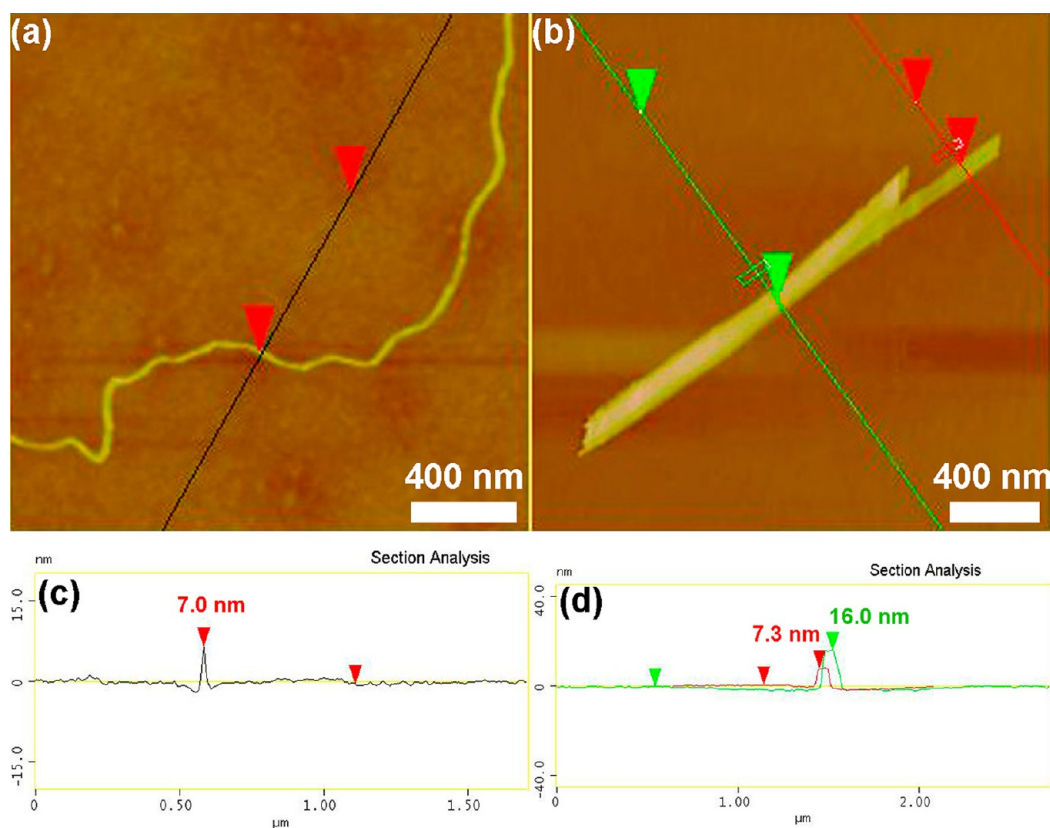 (a)
400 nm
(b)
400 nm
Section Analysis
nm
(c)
7.0 nm
15.0
0
-15.0
0
0.50
1.00
1.50
µm
Section Analysis
nm
(d)
7.3 nm
16.0 nm
40.0
0
-40.0
0
1.00
2.00
µm